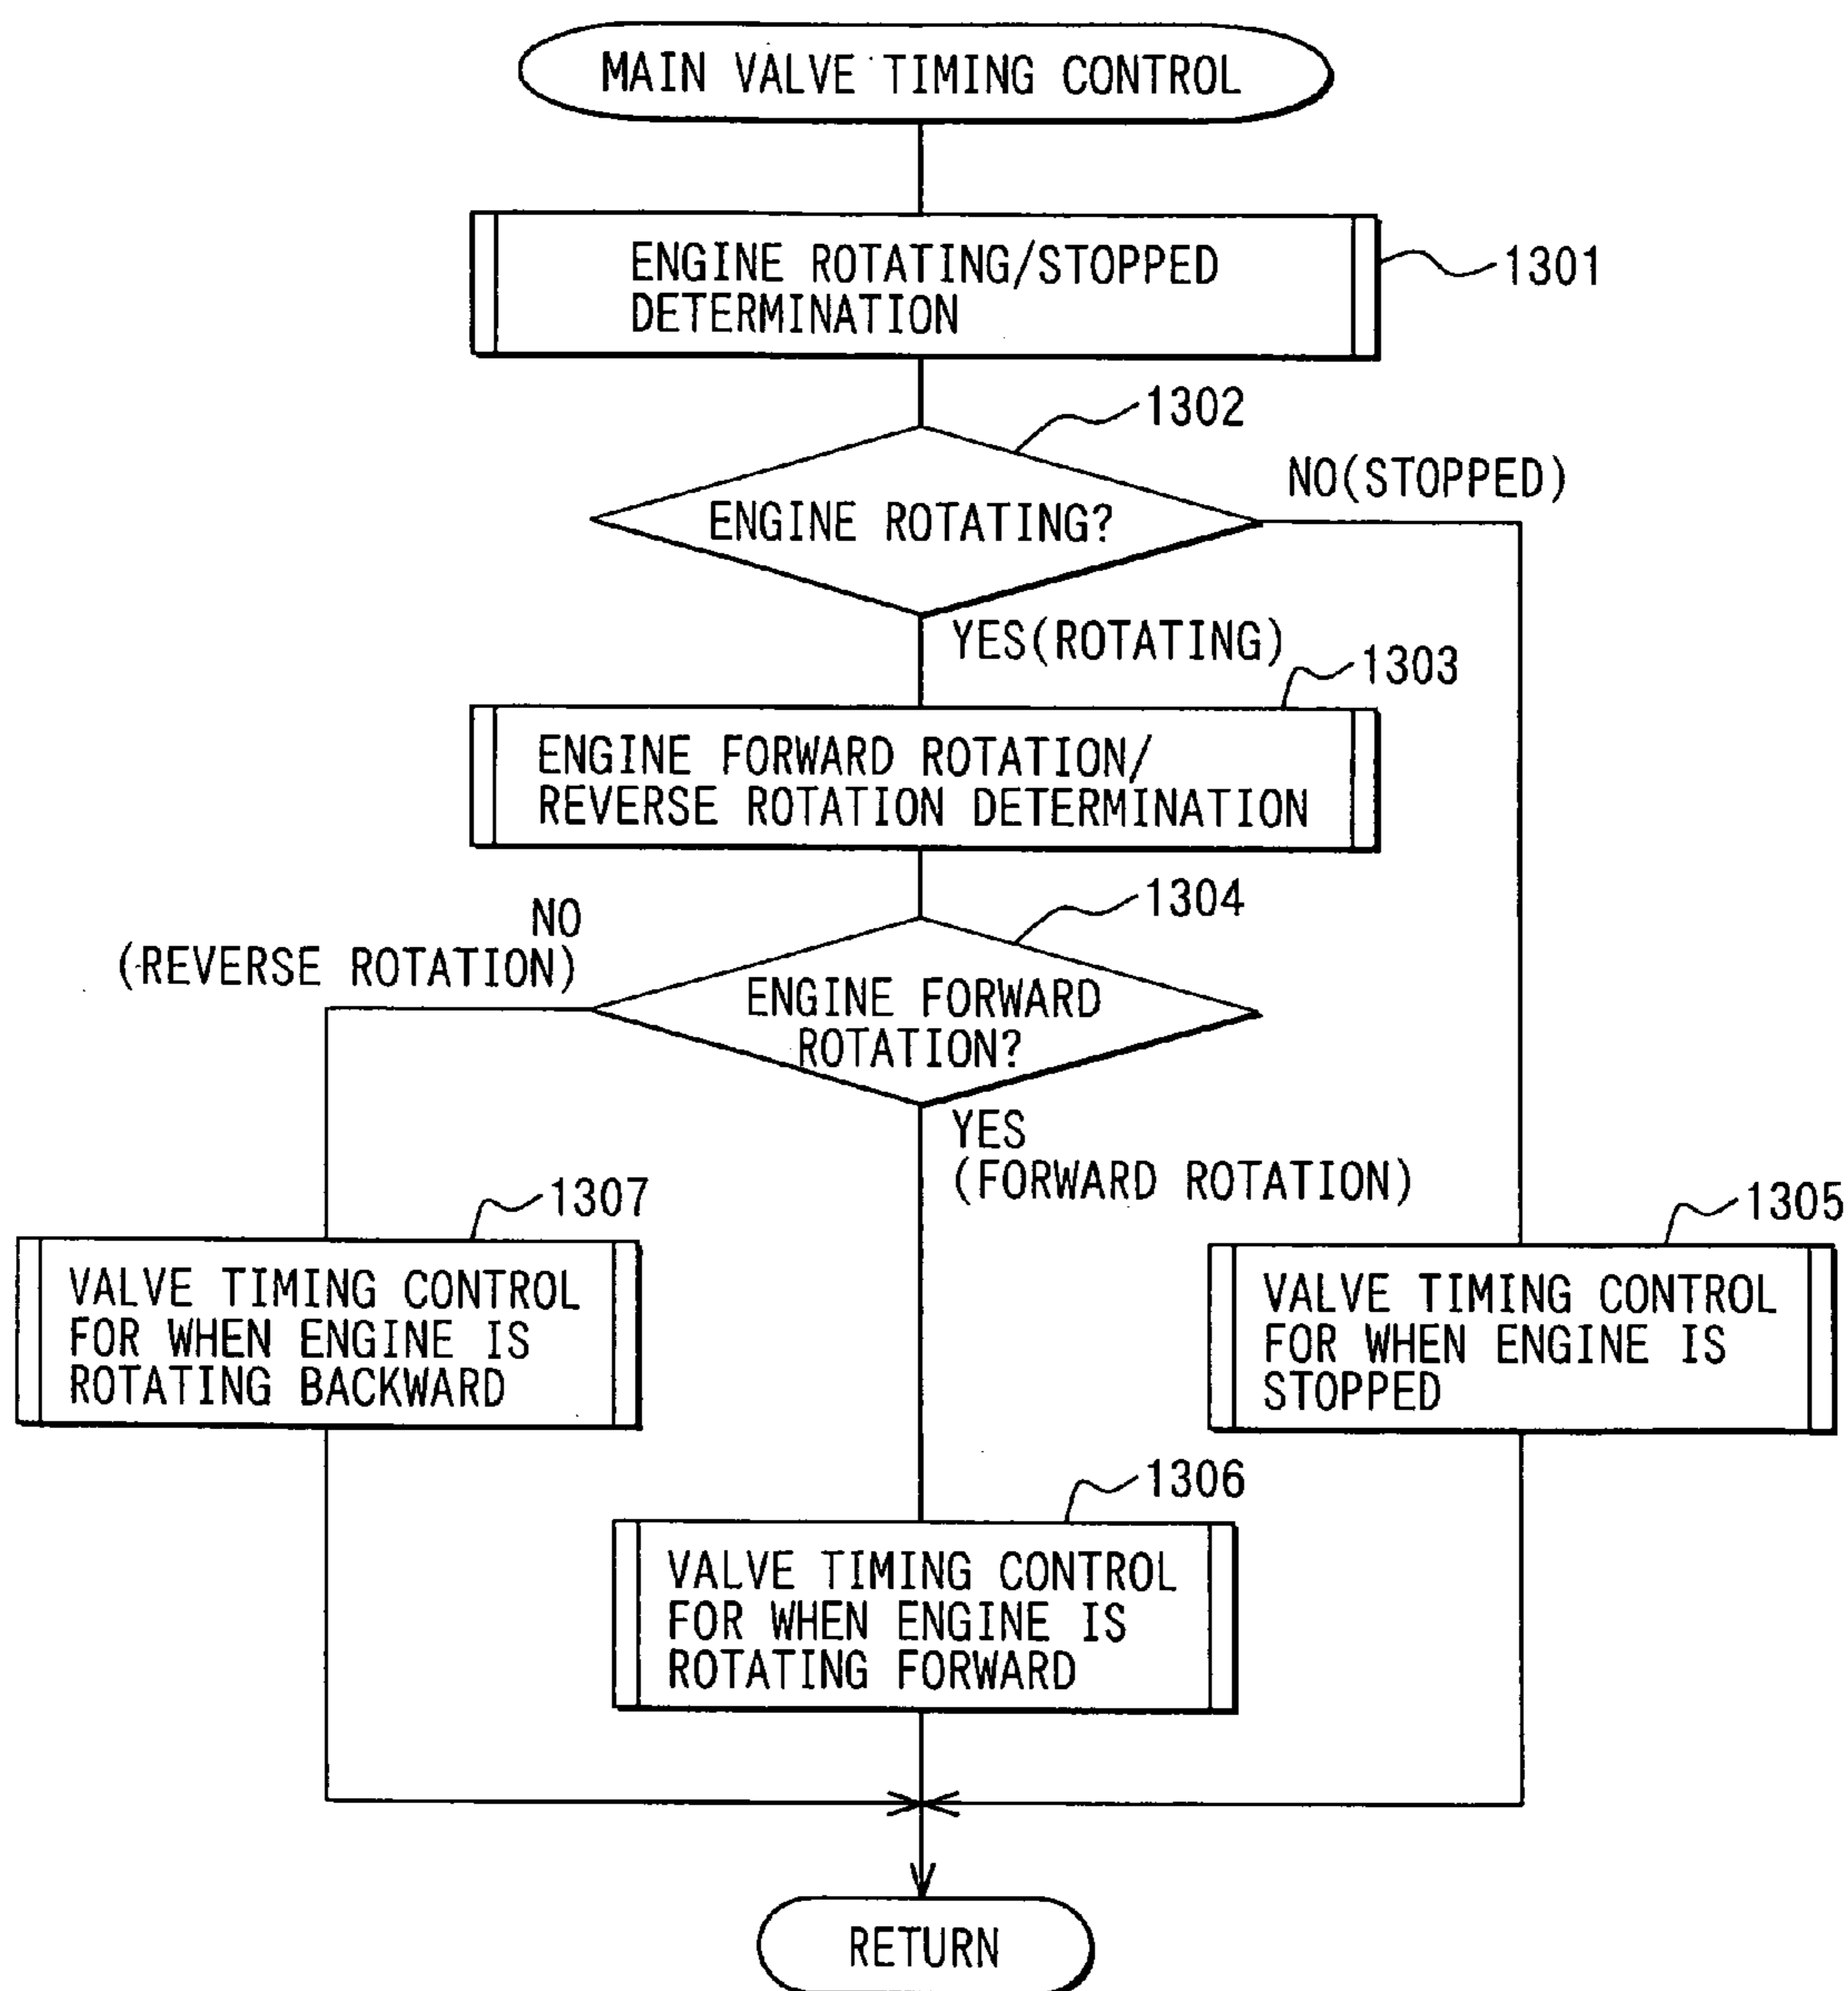 MAIN VALVE TIMING CONTROL
ENGINE ROTATING/STOPPED
DETERMINATION
1301
1302
NO(STOPPED)
ENGINE ROTATING?
YES(ROTATING)
1303
ENGINE FORWARD ROTATION/
REVERSE ROTATION DETERMINATION
1304
NO
(REVERSE ROTATION)
ENGINE FORWARD
ROTATION?
YES
(FORWARD ROTATION)
1307
VALVE TIMING CONTROL
FOR WHEN ENGINE IS
ROTATING BACKWARD
1305
VALVE TIMING CONTROL
FOR WHEN ENGINE IS
STOPPED
1306
VALVE TIMING CONTROL
FOR WHEN ENGINE IS
ROTATING FORWARD
RETURN